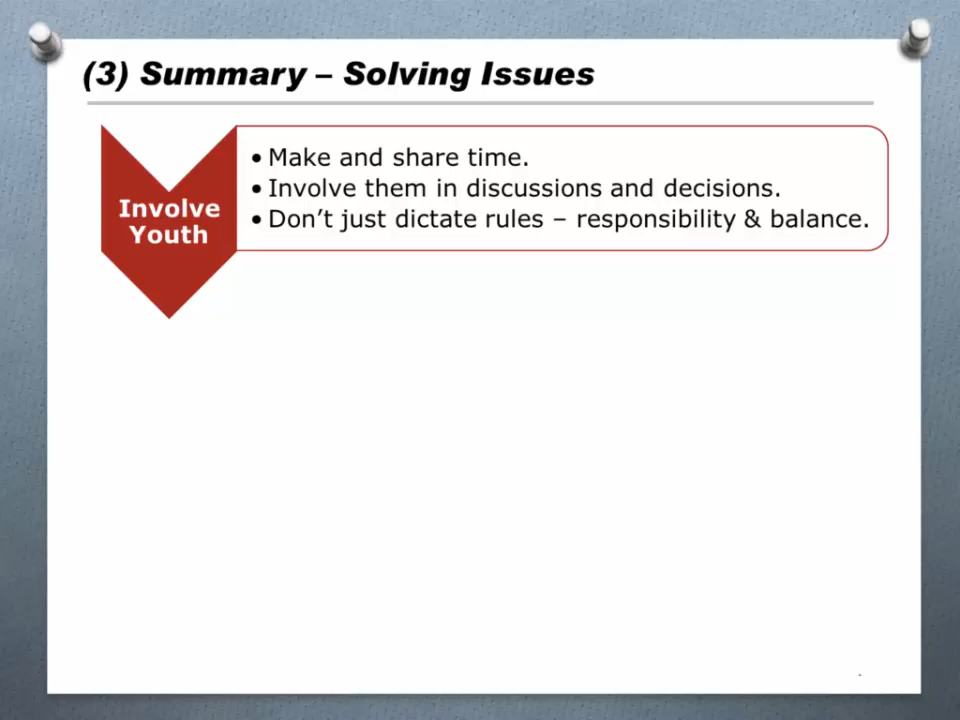 (3) Summary – Solving Issues
Involve
Youth
• Make and share time.
• Involve them in discussions and decisions.
• Don’t just dictate rules – responsibility & balance.